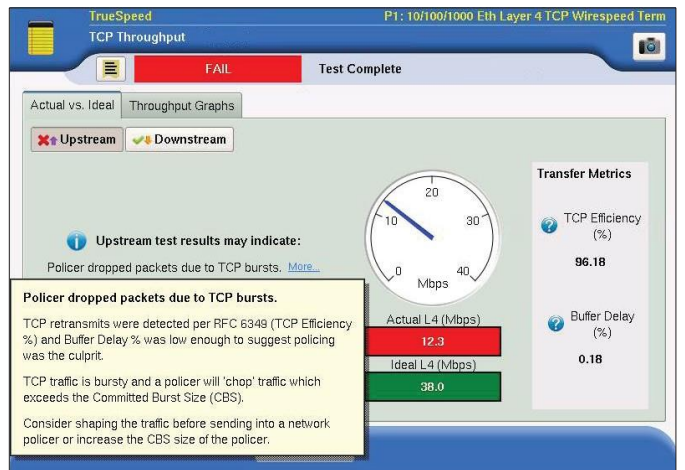 TrueSpeed
P1: 10/100/1000 Eth Layer 4 TCP Wirespeed Term
TCP Throughput
FAIL
Test Complete
Actual vs. Ideal
Throughput Graphs
Upstream
Downstream
Upstream test results may indicate:
Policer dropped packets due to TCP bursts. More...
Policer dropped packets due to TCP bursts.
TCP retransmits were detected per RFC 6349 (TCP Efficiency
%) and Buffer Delay % was low enough to suggest policing
was the culprit.
TCP traffic is bursty and a policer will 'chop' traffic which
exceeds the Committed Burst Size (CBS).
Consider shaping the traffic before sending into a network
policer or increase the CBS size of the policer.
0
10
20
30
40
Mbps
Actual L4 (Mbps)
12.3
Ideal L4 (Mbps)
38.0
Transfer Metrics
TCP Efficiency
(%)
96.18
Buffer Delay
(%)
0.18